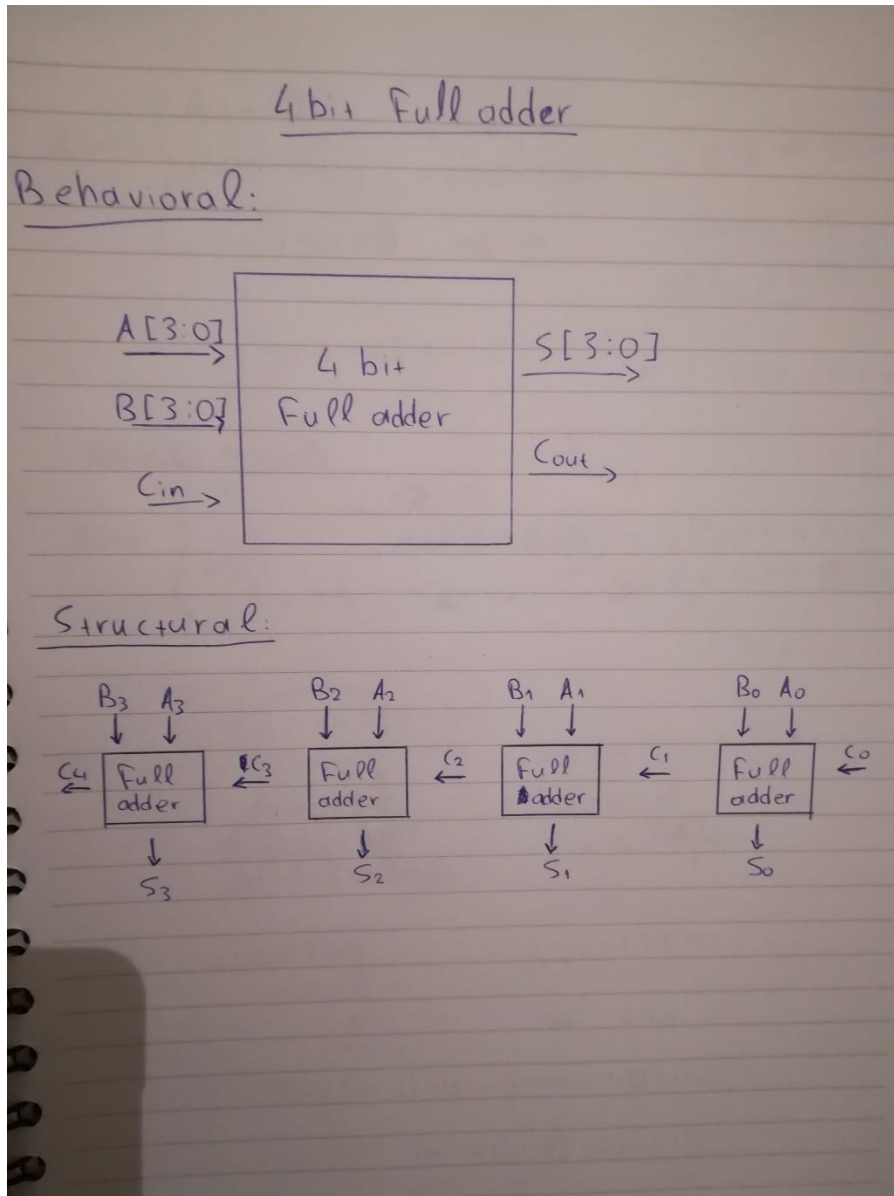 4 bit Full adder
Behavioral:
A[3:0]
B[3:0]
Cin
4 bit
Full adder
S[3:0]
Cout
Structural:
B3 A3 B2 A2 B1 A1 B0 A0
C4 Full C3 Full C2 Full C1 Full C0
adder adder adder adder
S3 S2 S1 S0